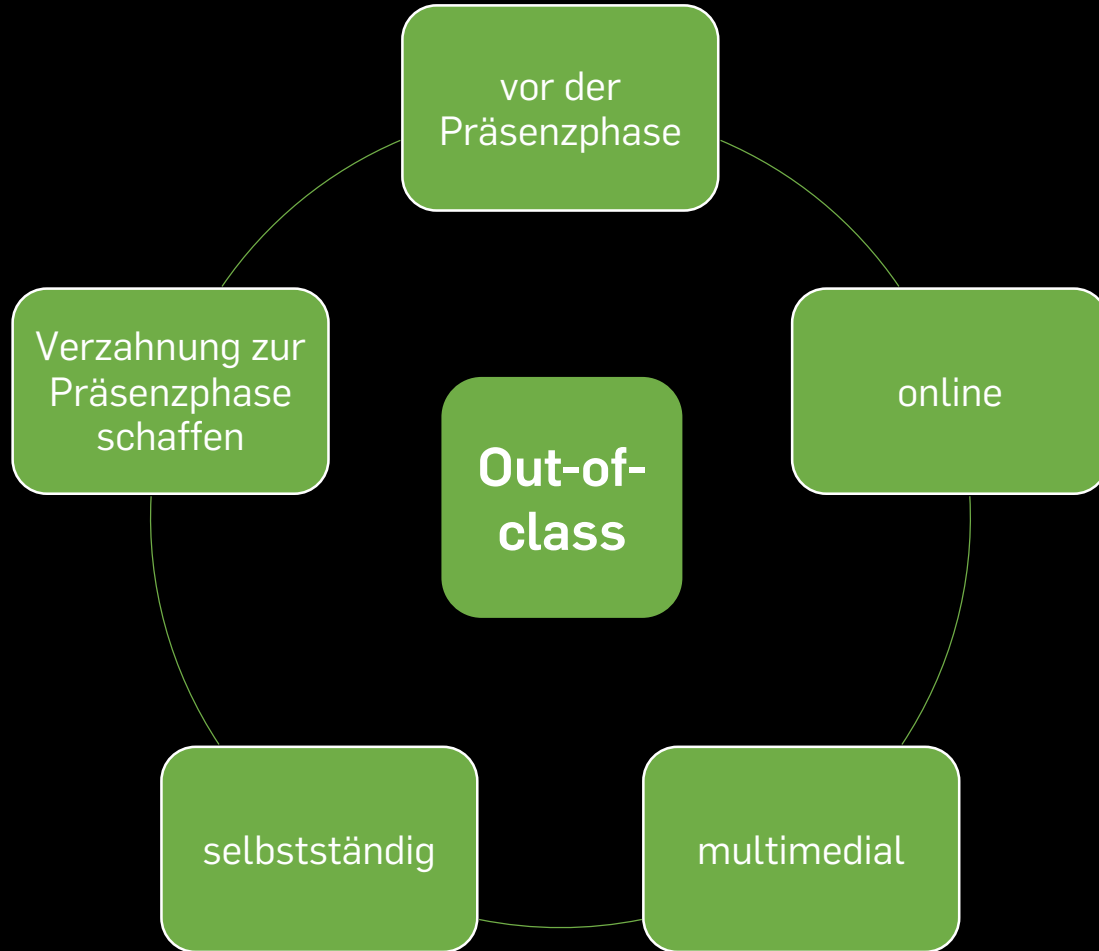 vor der
Präsenzphase
Verzahnung zur
Präsenzphase
schaffen
online
Out-of-
class
selbstständig
multimedial